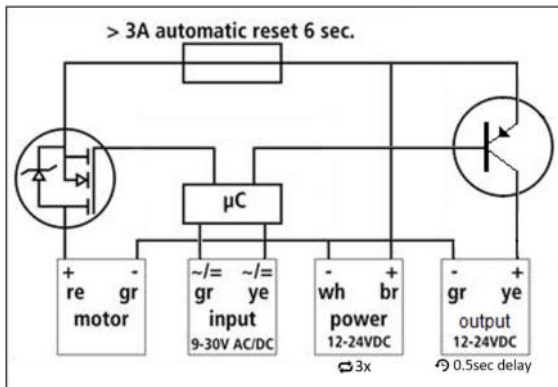 > 3A automatic reset 6 sec.
µC
+ -
re gr
motor
~/= ~/=
gr ye
input
9-30V AC/DC
- +
wh br
power
12-24VDC
3x
- +
gr ye
output
12-24VDC
0.5sec delay